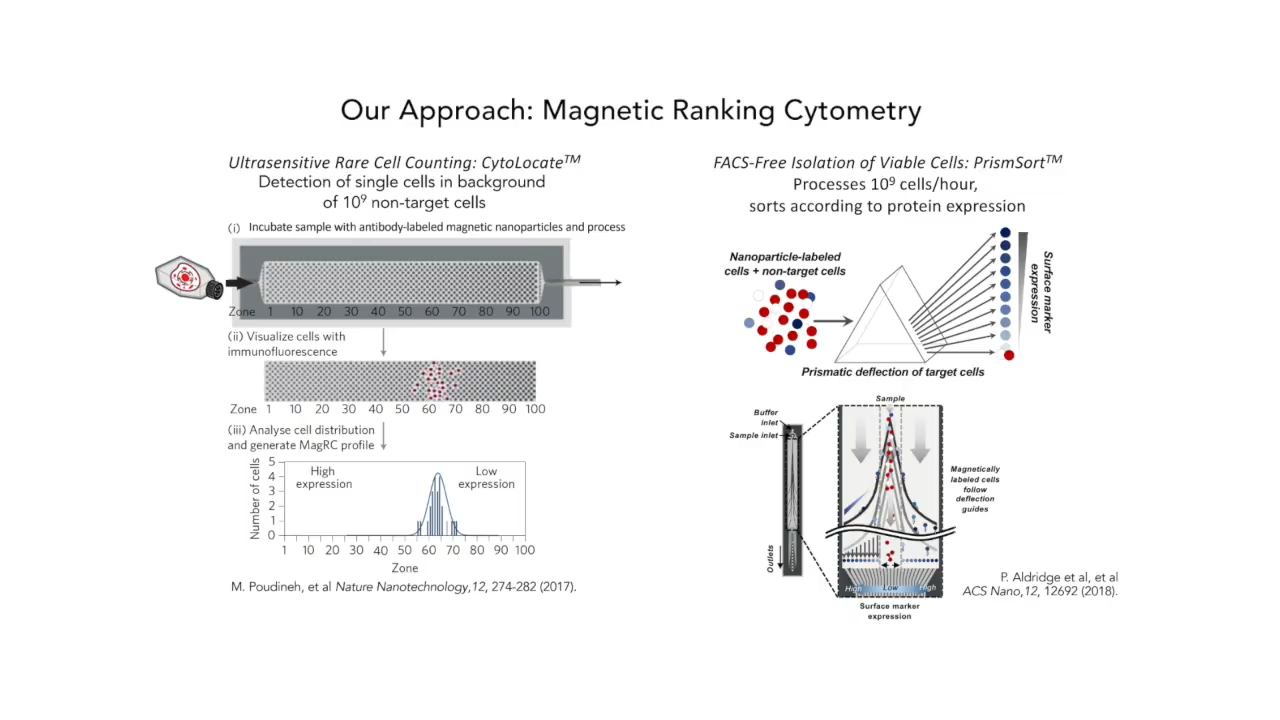 Our Approach: Magnetic Ranking Cytometry
Ultrasensitive Rare Cell Counting: CytoLocate™
Detection of single cells in background
of 10⁹ non-target cells
(i) Incubate sample with antibody-labeled magnetic nanoparticles and process
Zone 1 10 20 30 40 50 60 70 80 90 100
(ii) Visualize cells with
immunofluorescence
Zone 1 10 20 30 40 50 60 70 80 90 100
(iii) Analyse cell distribution
and generate MagRC profile
Number of cells
5
4
3
2
1
0
High
expression
Low
expression
1 10 20 30 40 50 60 70 80 90 100
Zone
M. Poudineh, et al Nature Nanotechnology,12, 274-282 (2017).
FACS-Free Isolation of Viable Cells: PrismSort™
Processes 10⁹ cells/hour,
sorts according to protein expression
Nanoparticle-labeled
cells + non-target cells
Surface marker
expression
Prismatic deflection of target cells
Buffer
inlet
Sample inlet
Outlets
Sample
Magnetically
labeled cells
follow
deflection
guides
High Low High
Surface marker
expression
P. Aldridge et al, et al
ACS Nano,12, 12692 (2018).